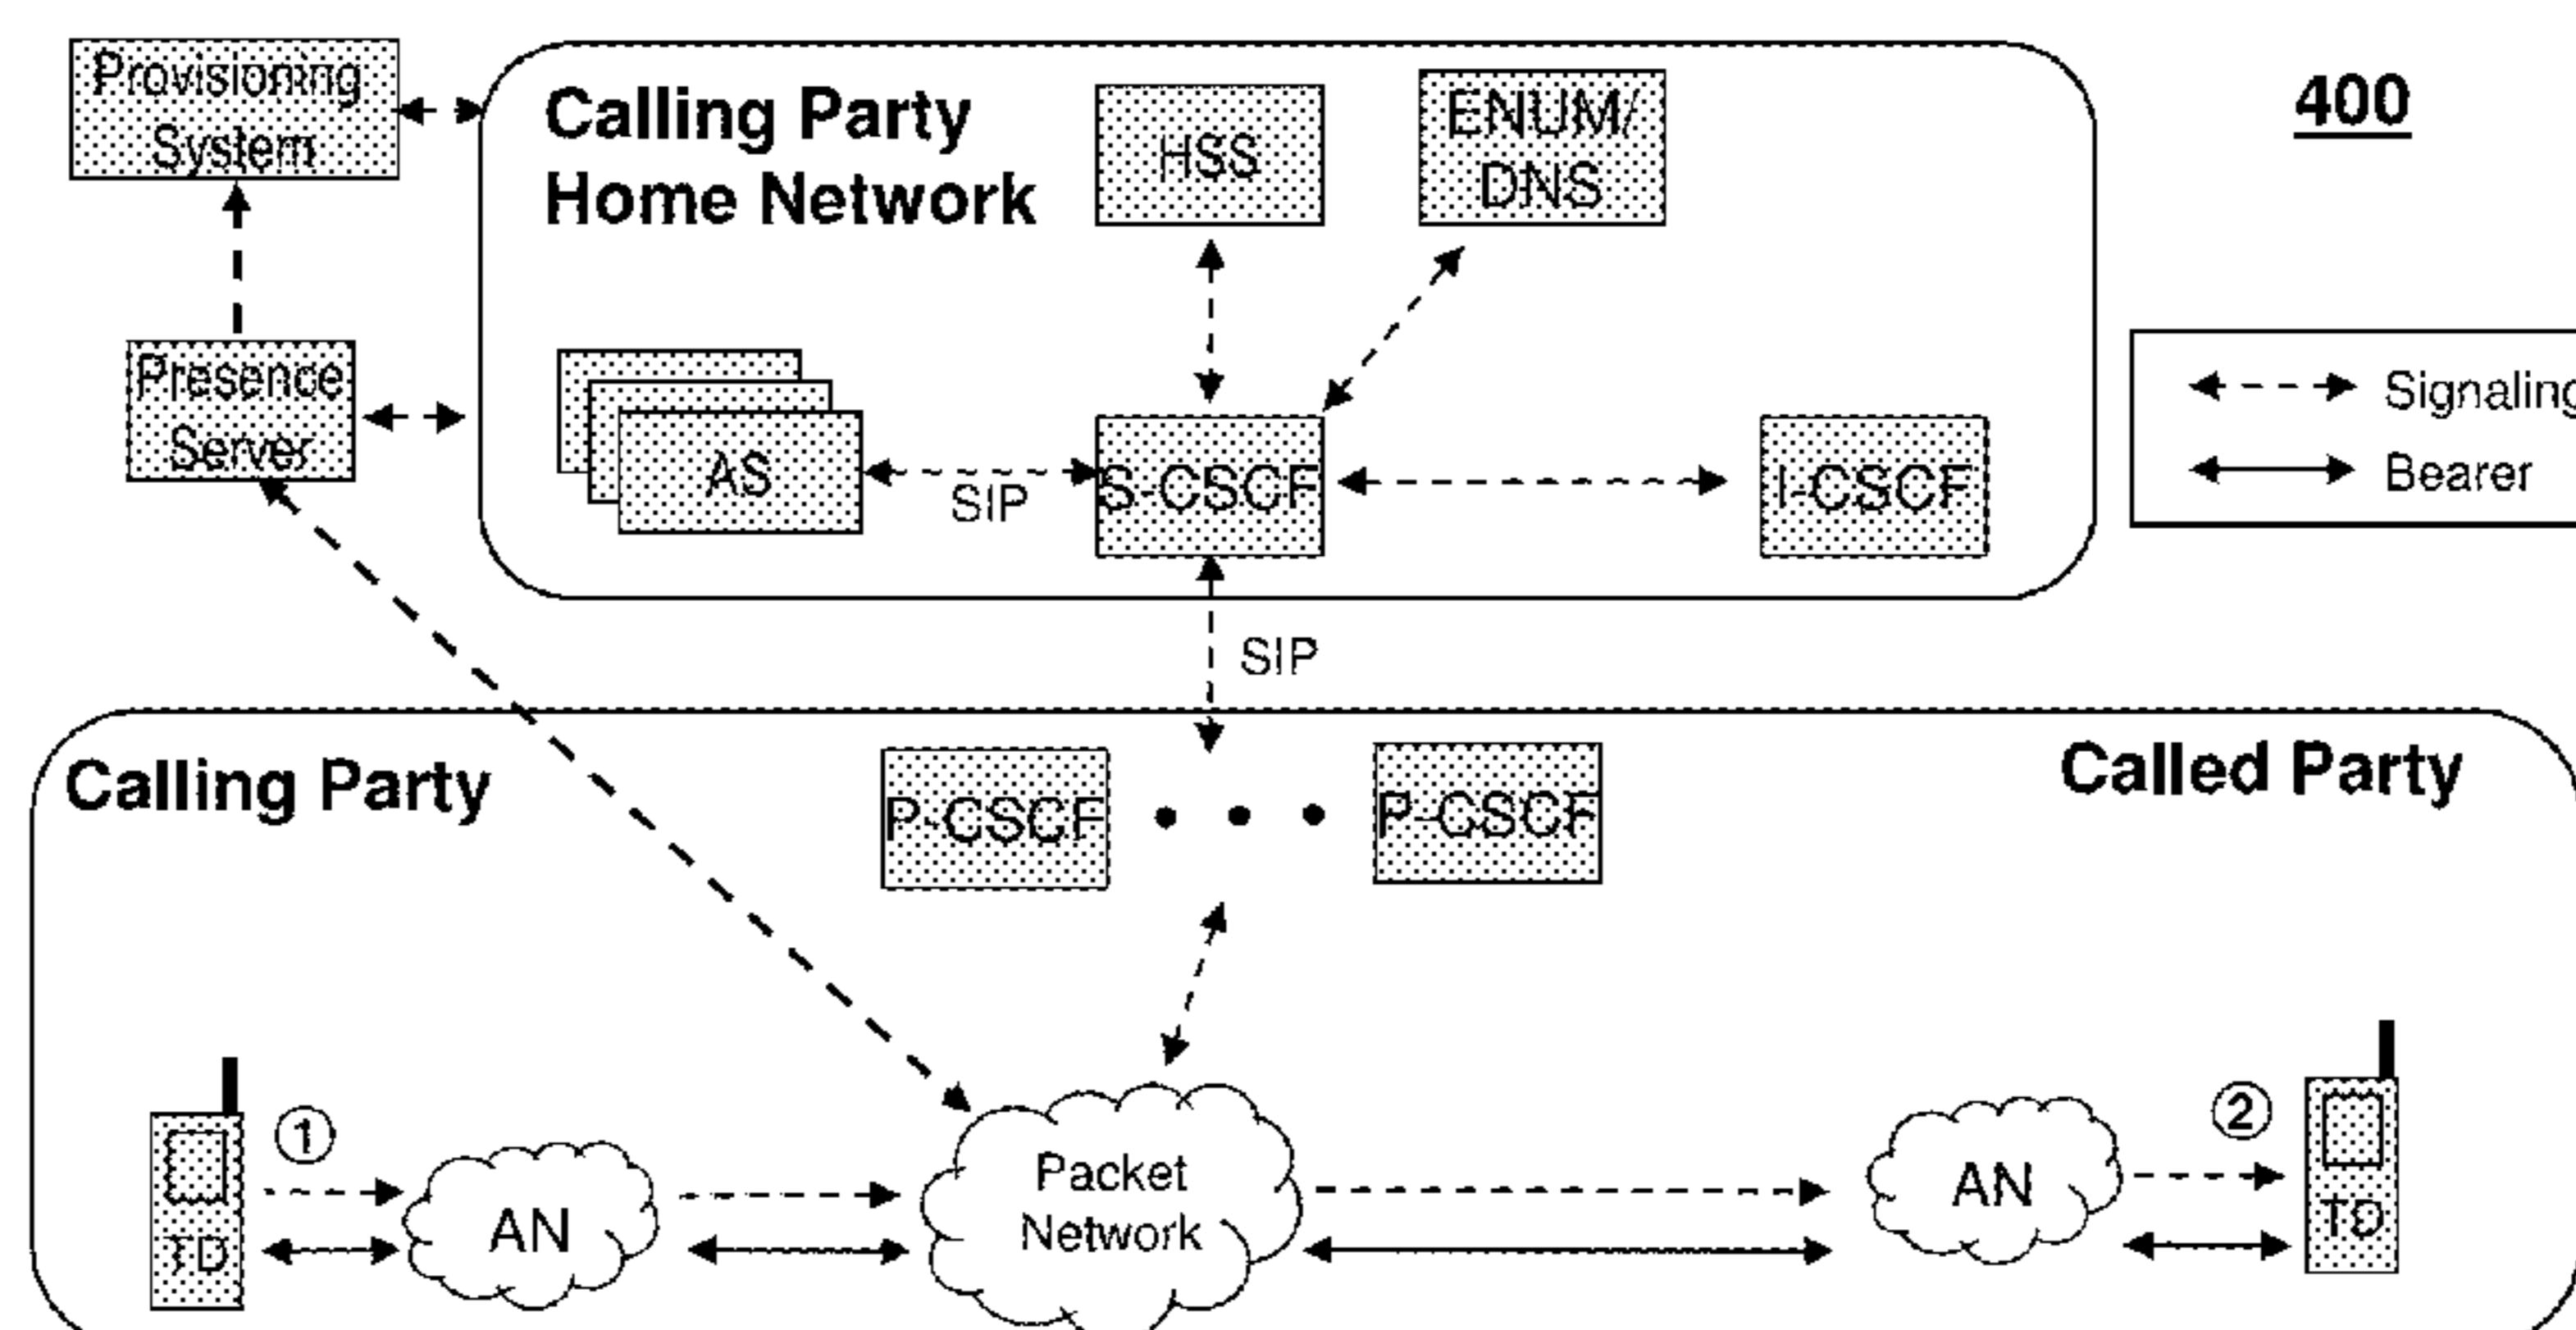 Provisioning
System
Calling Party
Home Network
HSS
ENUM/
DNS
400
Presence
Server
AS
SIP
S-CSCF
I-CSCF
Signaling
Bearer
SIP
Calling Party
P-CSCF
P-CSCF
Called Party
1
TD
AN
Packet
Network
AN
2
TD